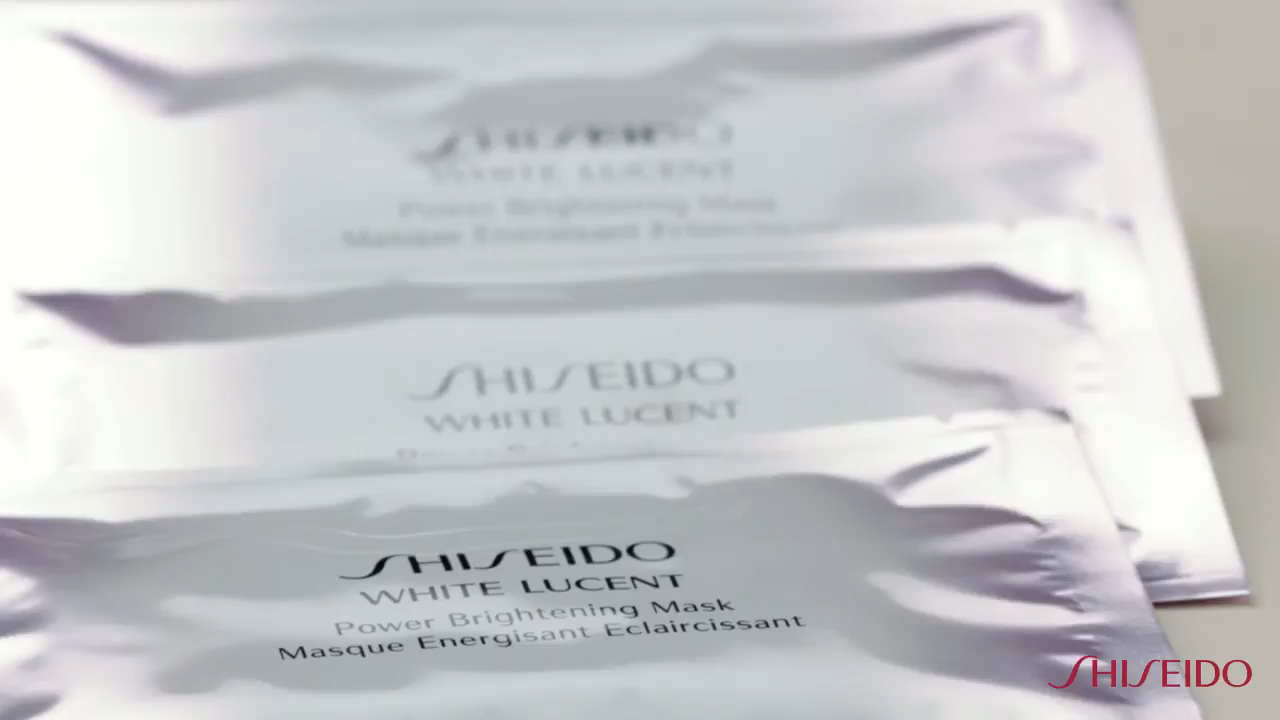 SHISEIDO
WHITE LUCENT
Power Brightening Mask
Masque Energisant Eclaircissant
SHISEIDO
WHITE LUCENT
SHISEIDO
WHITE LUCENT
Power Brightening Mask
Masque Energisant Eclaircissant
SHISEIDO